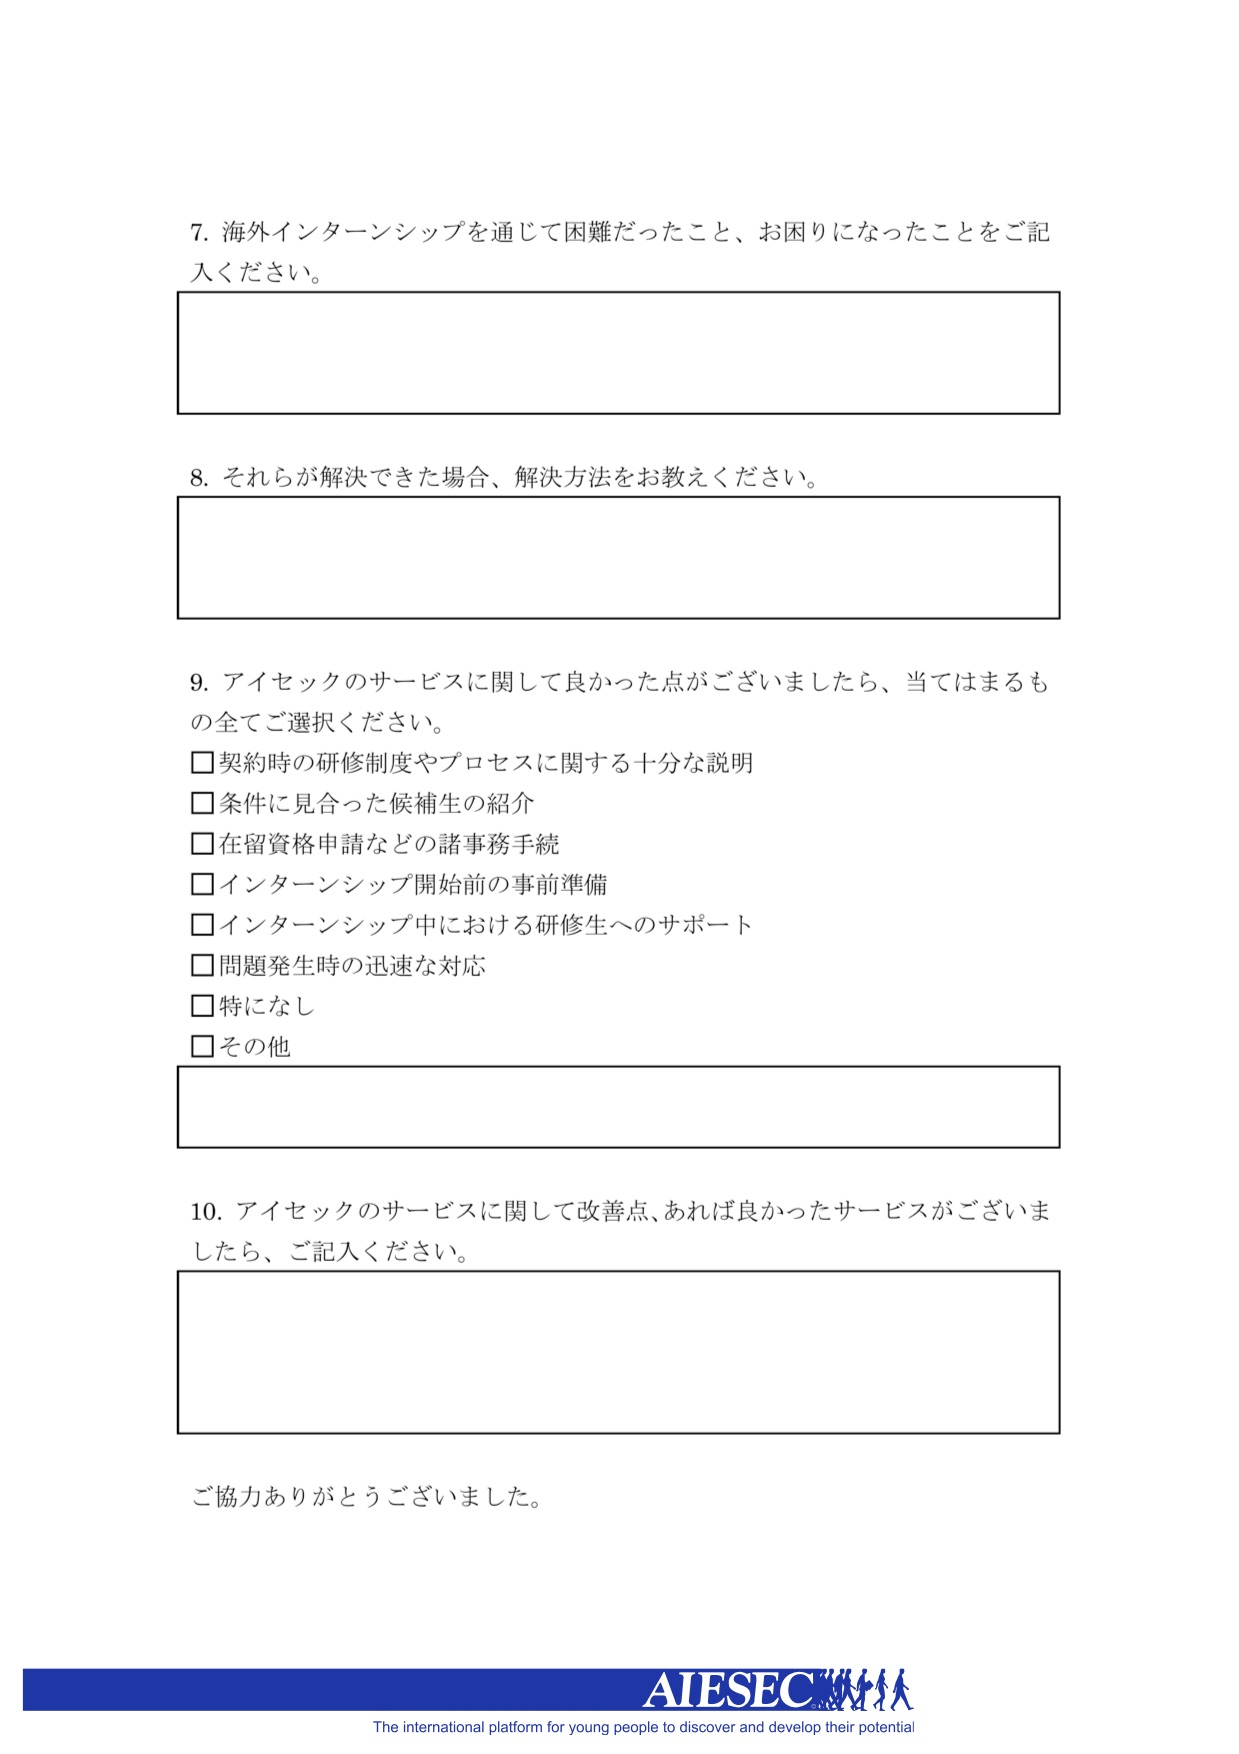 7. 海外インターンシップを通じて困難だったこと、お困りになったことをご記
入ください。
8. それらが解決できた場合、解決方法をお教えください。
9. アイセックのサービスに関して良かった点がございましたら、当てはまるも
の全てご選択ください。
□契約時の研修制度やプロセスに関する十分な説明
□条件に見合った候補生の紹介
□在留資格申請などの諸事務手続
□インターンシップ開始前の事前準備
□インターンシップ中における研修生へのサポート
□問題発生時の迅速な対応
□特になし
□その他
10. アイセックのサービスに関して改善点、あれば良かったサービスがございま
したら、ご記入ください。
ご協力ありがとうございました。
AIESEC
The international platform for young people to discover and develop their potential